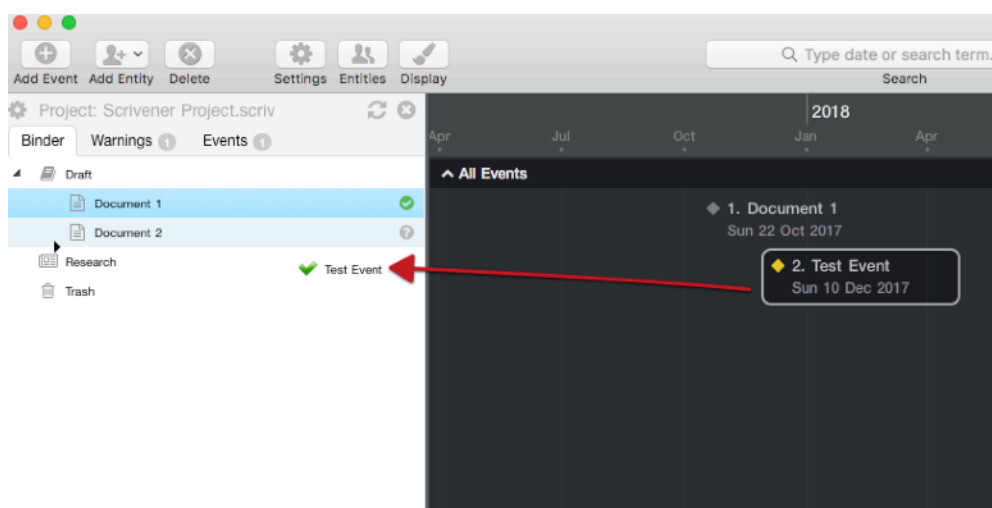 Add Event Add Entity Delete Settings Entities Display
Type date or search term.
Search
Project: Scrivener Project.scriv
Binder Warnings 1 Events 1
2018
Apr Jul Oct Jan Apr
Draft
All Events
Document 1
1. Document 1
Sun 22 Oct 2017
Document 2
Research
Test Event
2. Test Event
Sun 10 Dec 2017
Trash